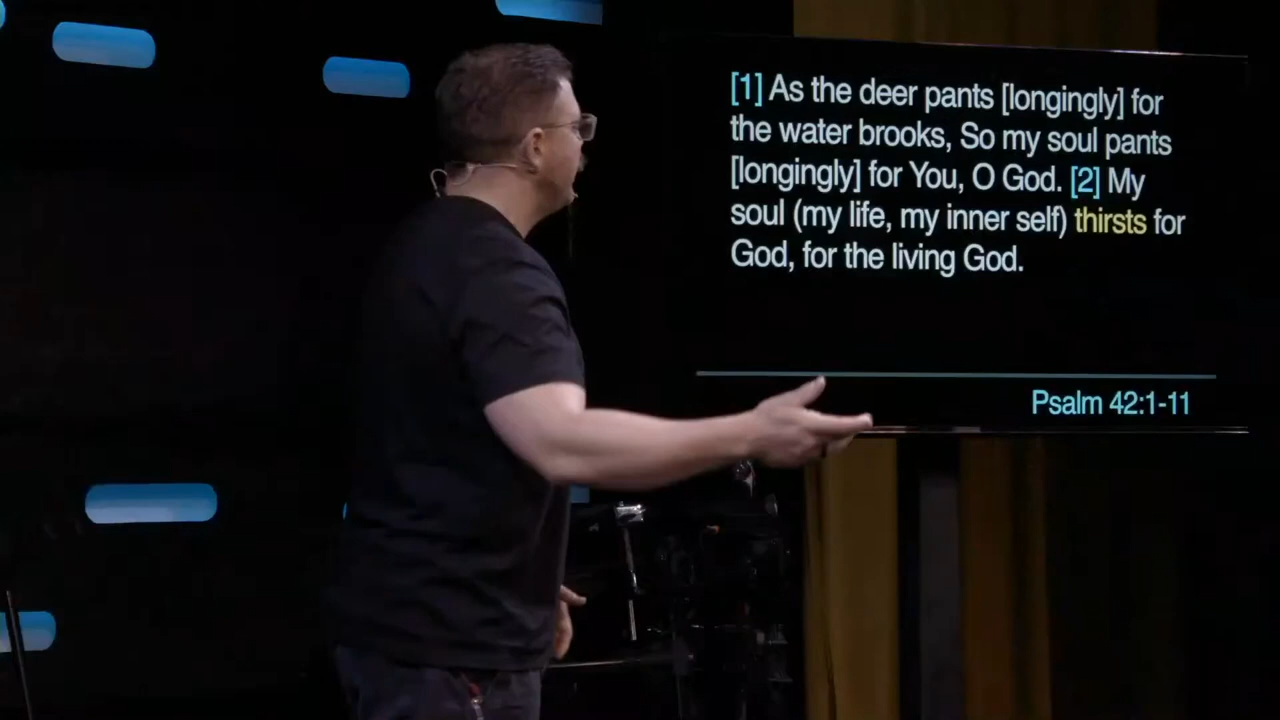 [1] As the deer pants [longingly] for
the water brooks, So my soul pants
[longingly] for You, O God. [2] My
soul (my life, my inner self) thirsts for
God, for the living God.
Psalm 42:1-11